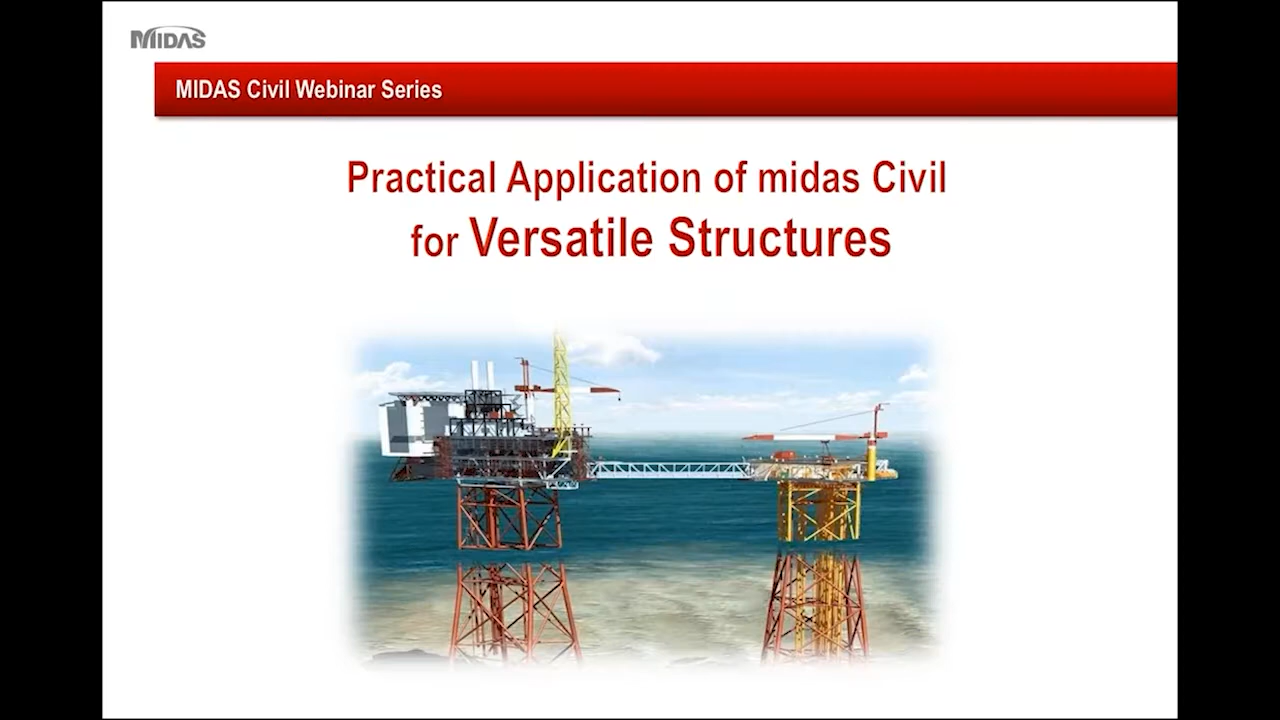 MIDAS
MIDAS Civil Webinar Series
Practical Application of midas Civil
for Versatile Structures